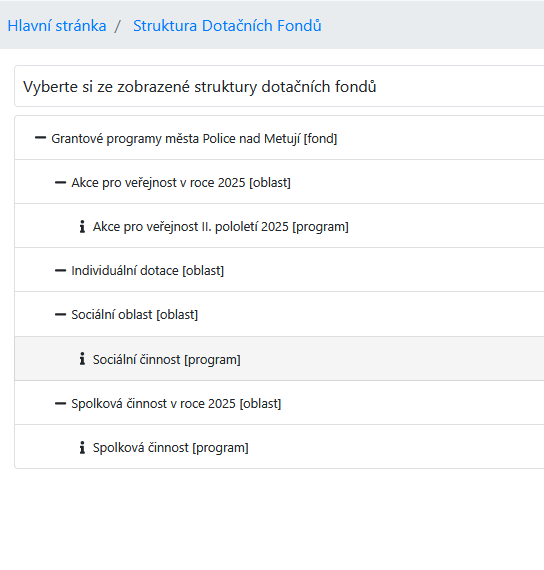 Hlavní stránka / Struktura Dotačních Fondů
Vyberte si ze zobrazené struktury dotačních fondů
Grantové programy města Police nad Metují [fond]
Akce pro veřejnost v roce 2025 [oblast]
Akce pro veřejnost II. pololetí 2025 [program]
Individuální dotace [oblast]
Sociální oblast [oblast]
Sociální činnost [program]
Spolková činnost v roce 2025 [oblast]
Spolková činnost [program]